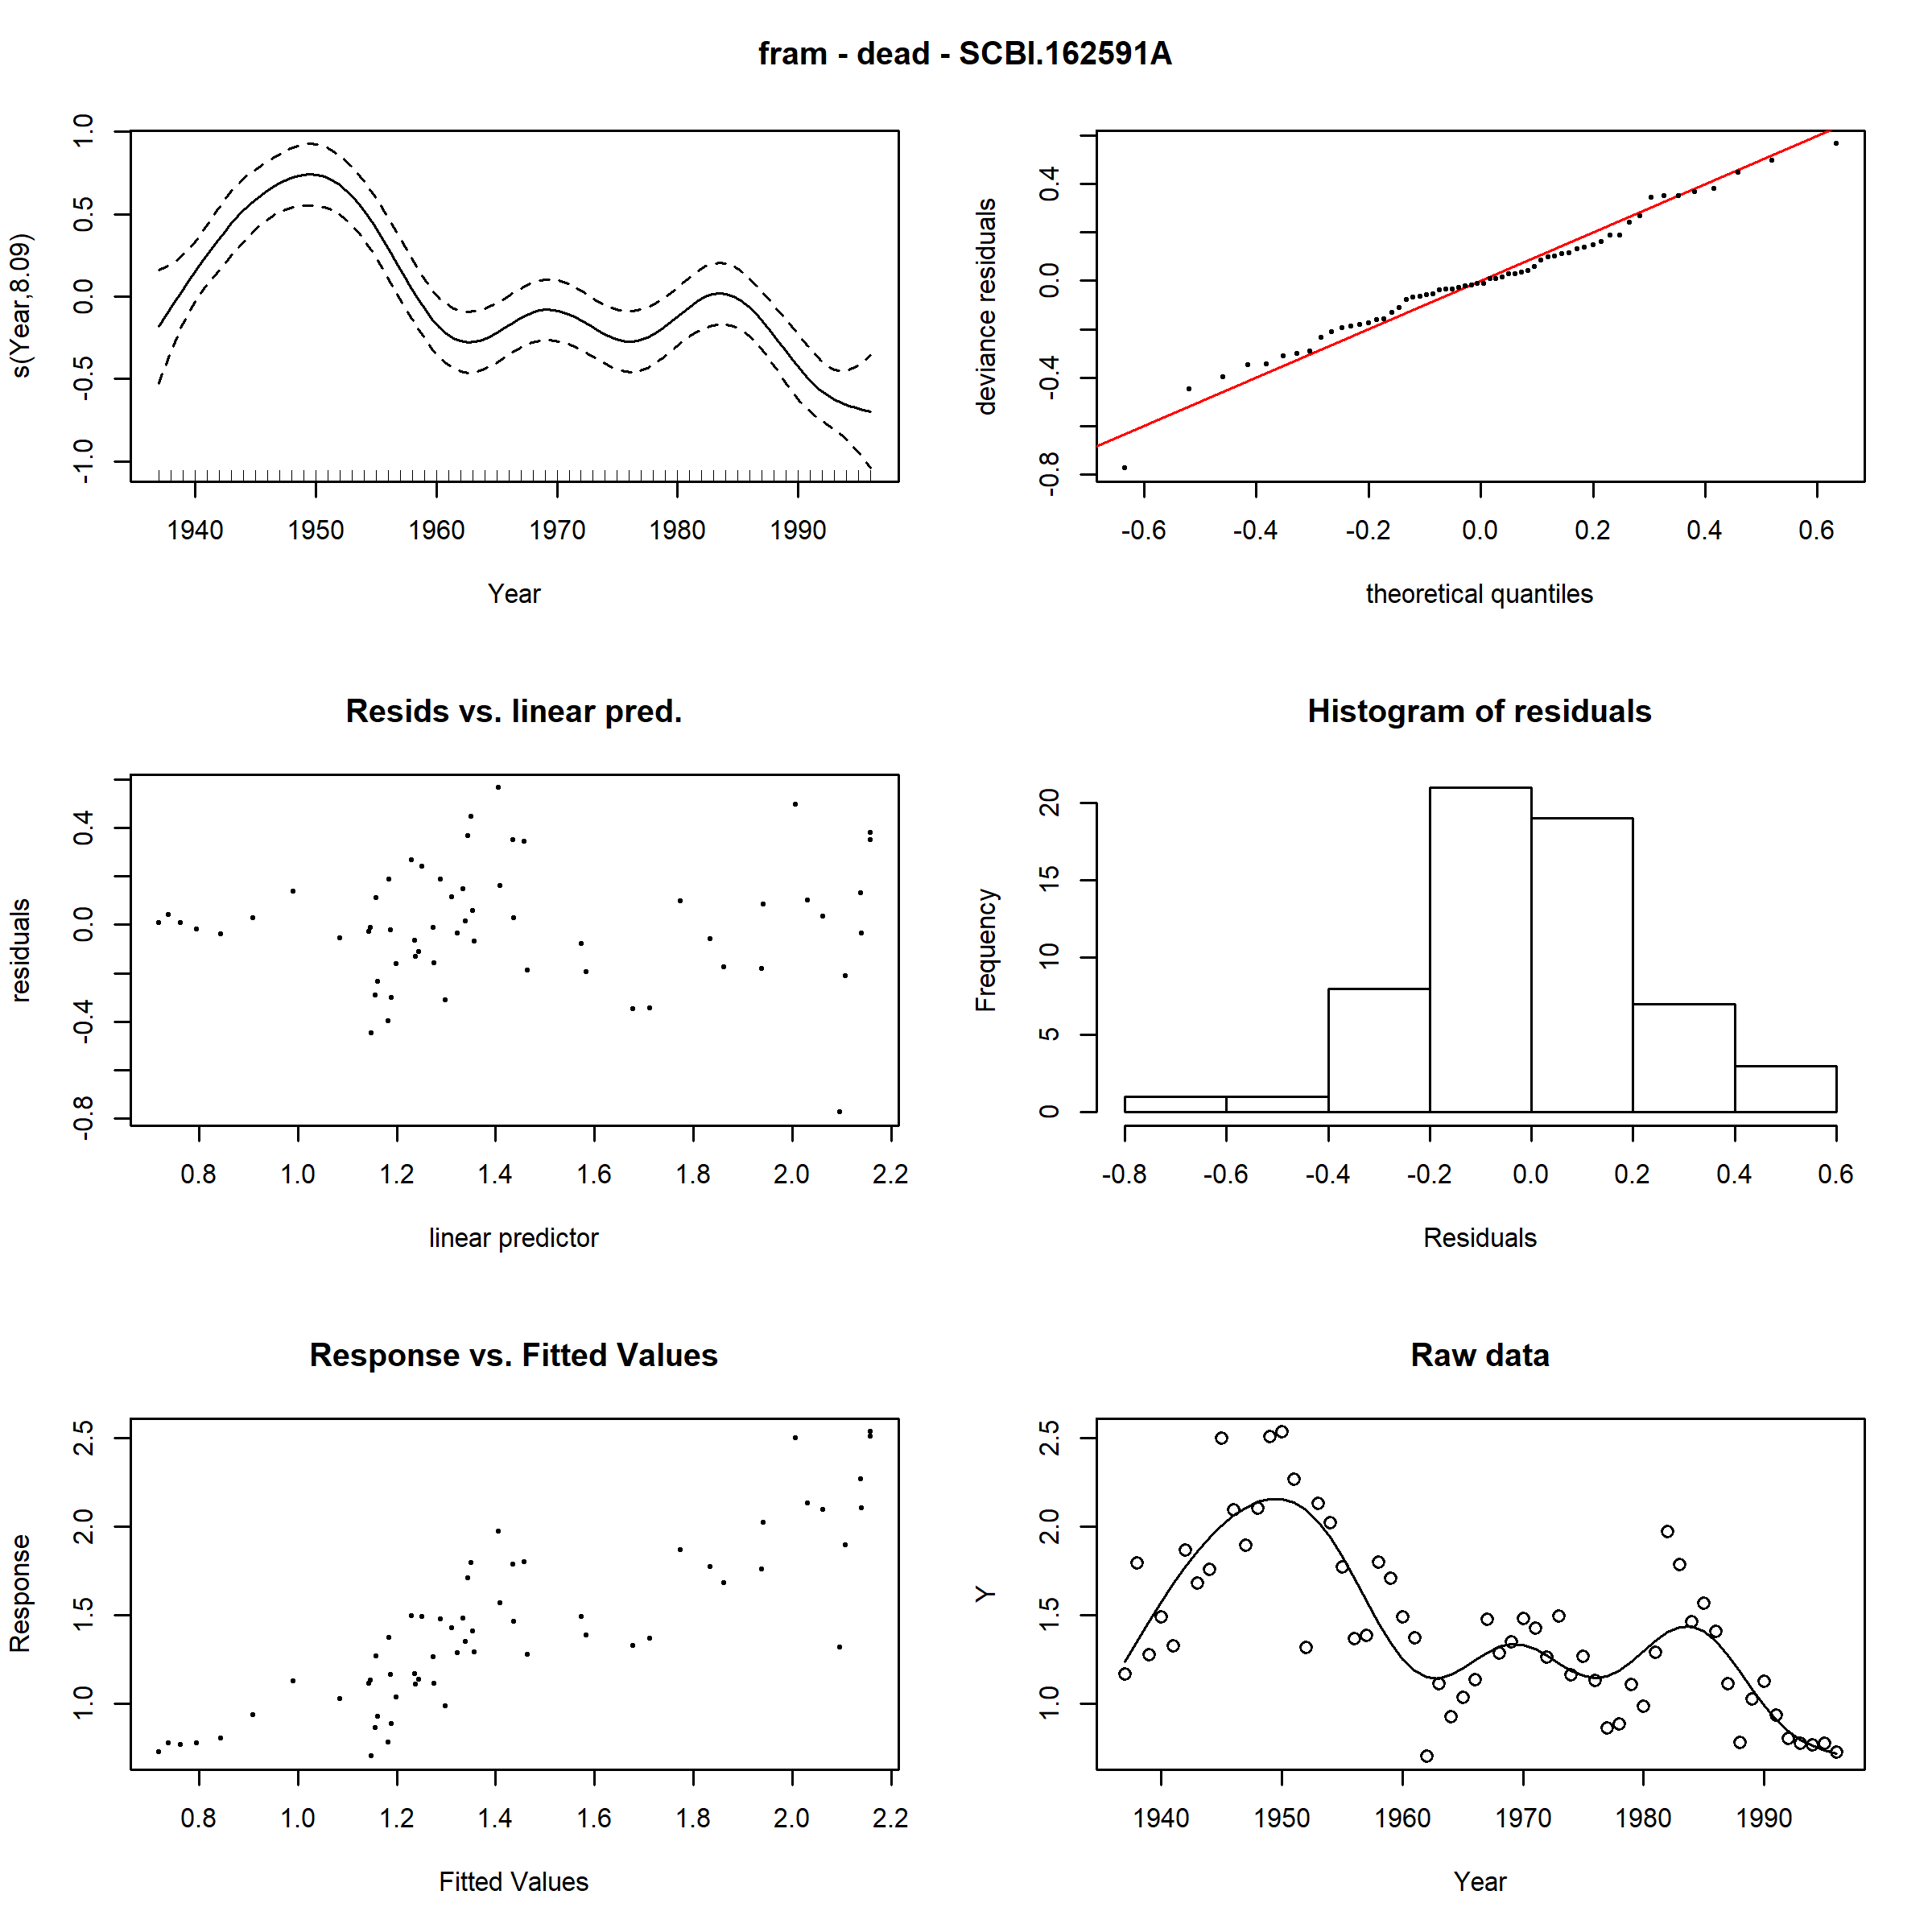 fram - dead - SCBI.162591A
s(Year,8.09)
1.0
0.5
0.0
-0.5
-1.0
1940 1950 1960 1970 1980 1990
Year
deviance residuals
0.4
0.0
-0.4
-0.8
-0.6 -0.4 -0.2 0.0 0.2 0.4 0.6
theoretical quantiles
Resids vs. linear pred.
residuals
0.4
0.0
-0.4
-0.8
0.8 1.0 1.2 1.4 1.6 1.8 2.0 2.2
linear predictor
Histogram of residuals
Frequency
20
15
10
5
0
-0.8 -0.6 -0.4 -0.2 0.0 0.2 0.4 0.6
Residuals
Response vs. Fitted Values
Response
2.5
2.0
1.5
1.0
0.8 1.0 1.2 1.4 1.6 1.8 2.0 2.2
Fitted Values
Raw data
Y
2.5
2.0
1.5
1.0
1940 1950 1960 1970 1980 1990
Year